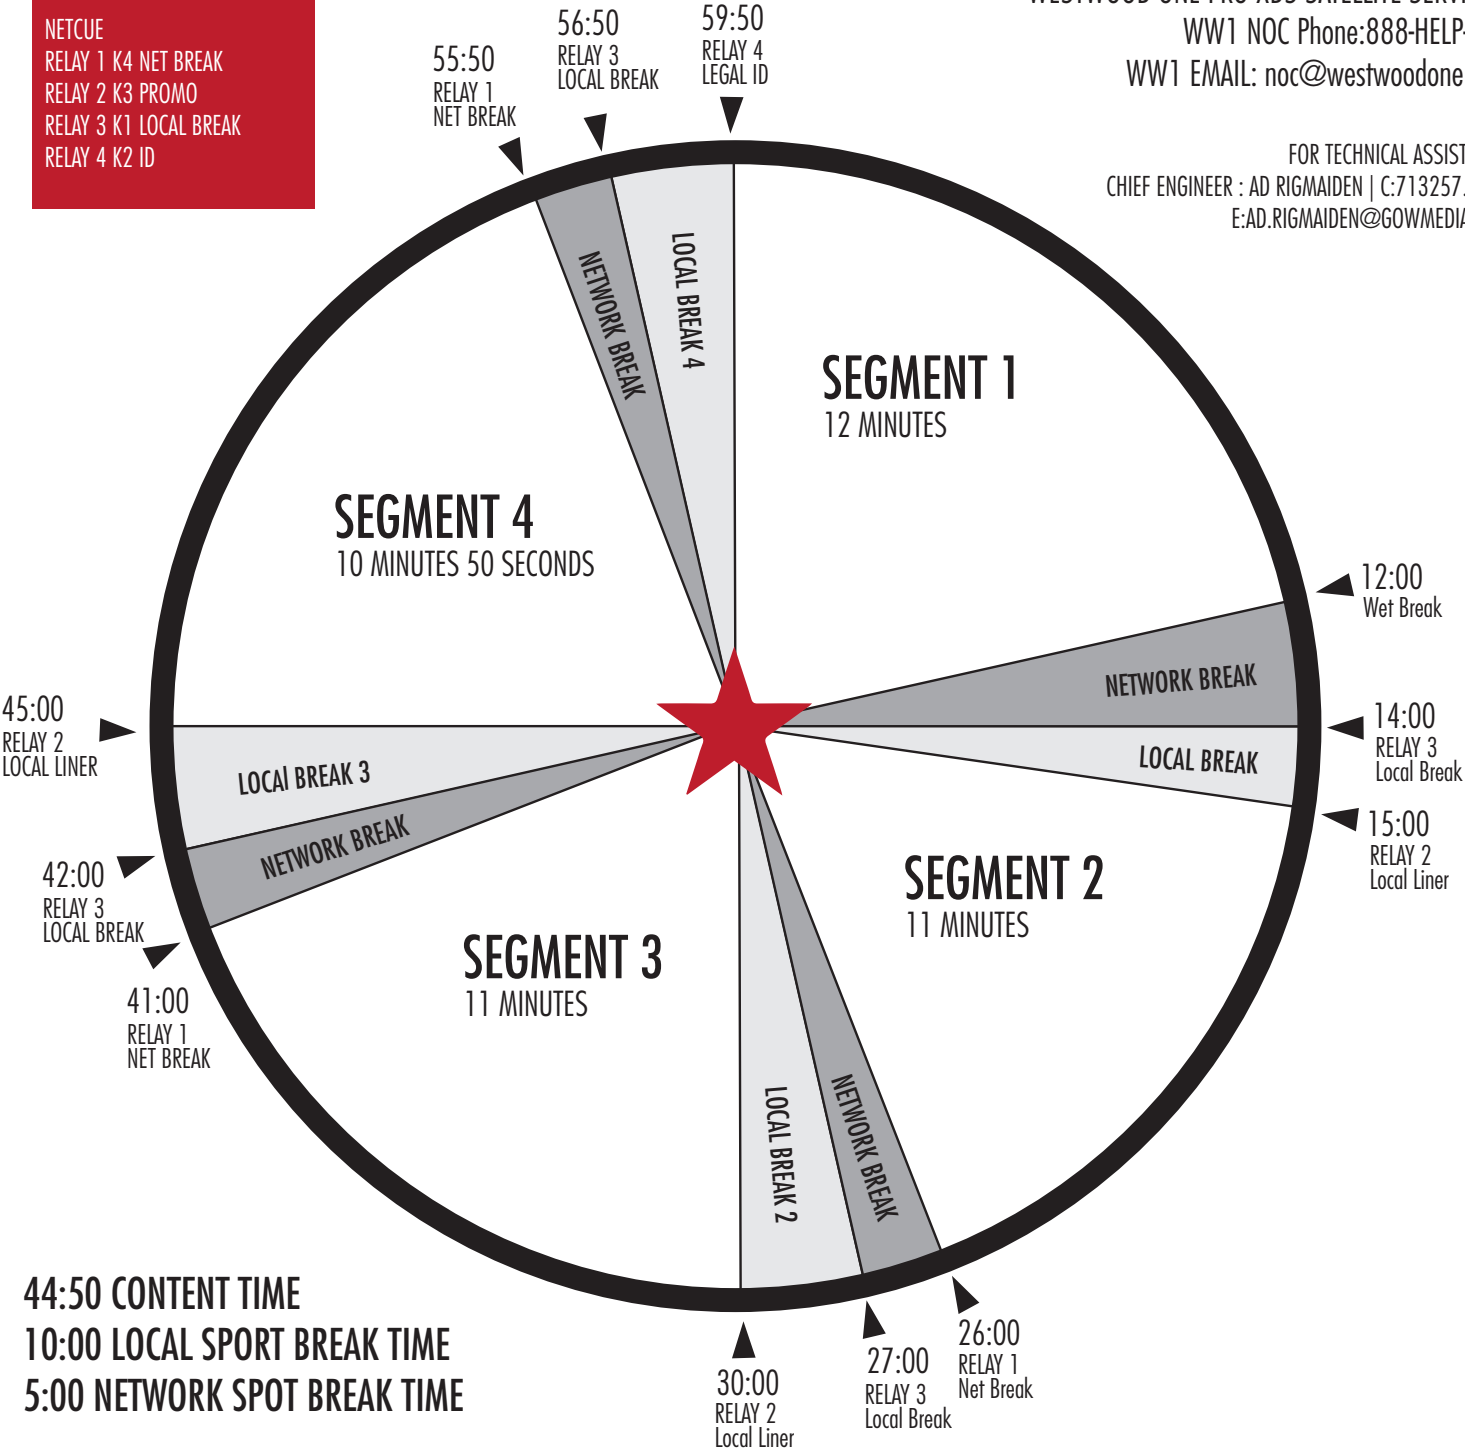 NETCUE
RELAY 1 K4 NET BREAK
RELAY 2 K3 PROMO
RELAY 3 K1 LOCAL BREAK
RELAY 4 K2 ID
WW1 NOC Phone:888-HELP-
WW1 EMAIL: noc@westwoodone
FOR TECHNICAL ASSIST
CHIEF ENGINEER : AD RIGMAIDEN | C:713257.
E:AD.RIGMAIDEN@GOWMEDIA
55:50
RELAY 1
NET BREAK
56:50
RELAY 3
LOCAL BREAK
59:50
RELAY 4
LEGAL ID
NETWORK BREAK
LOCAL BREAK 4
SEGMENT 1
12 MINUTES
SEGMENT 4
10 MINUTES 50 SECONDS
12:00
Wet Break
NETWORK BREAK
14:00
RELAY 3
Local Break
LOCAL BREAK
15:00
RELAY 2
Local Liner
45:00
RELAY 2
LOCAL LINER
LOCAl BREAK 3
NETWORK BREAK
42:00
RELAY 3
LOCAL BREAK
41:00
RELAY 1
NET BREAK
SEGMENT 2
11 MINUTES
SEGMENT 3
11 MINUTES
LOCAL BREAK 2
NETWORK BREAK
26:00
RELAY 1
Net Break
27:00
RELAY 3
Local Break
30:00
RELAY 2
Local Liner
44:50 CONTENT TIME
10:00 LOCAL SPORT BREAK TIME
5:00 NETWORK SPOT BREAK TIME